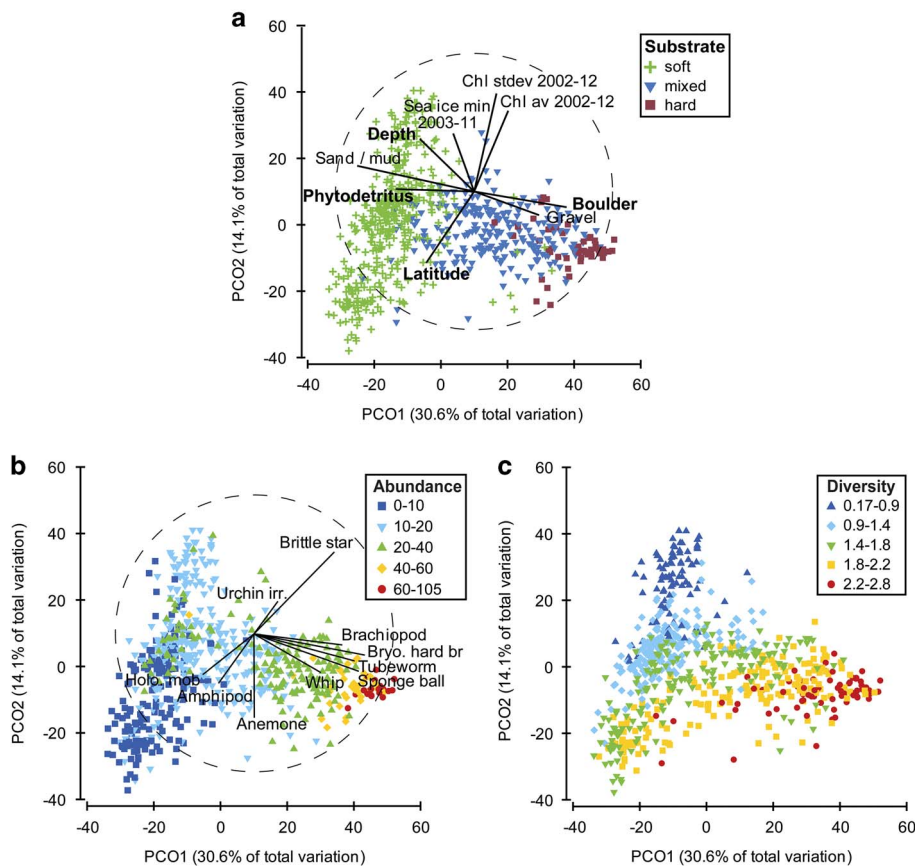 a
60
40
20
0
-20
-40
PCO2 (14.1% of total variation)
-40 -20 0 20 40 60
PCO1 (30.6% of total variation)
Chl stdev 2002-12
Chl av 2002-12
Sea ice min
2003-11
Depth
Sand / mud
Phytodetritus
Boulder
Gravel
Latitude
Substrate
soft
mixed
hard
b
60
40
20
0
-20
-40
PCO2 (14.1% of total variation)
-40 -20 0 20 40 60
PCO1 (30.6% of total variation)
Brittle star
Urchin irr.
Brachiopod
Bryo. hard br
Tubeworm
Holo. mob
Whip
Sponge ball
Amphipod
Anemone
Abundance
0-10
10-20
20-40
40-60
60-105
c
60
40
20
0
-20
-40
PCO2 (14.1% of total variation)
-40 -20 0 20 40 60
PCO1 (30.6% of total variation)
Diversity
0.17-0.9
0.9-1.4
1.4-1.8
1.8-2.2
2.2-2.8